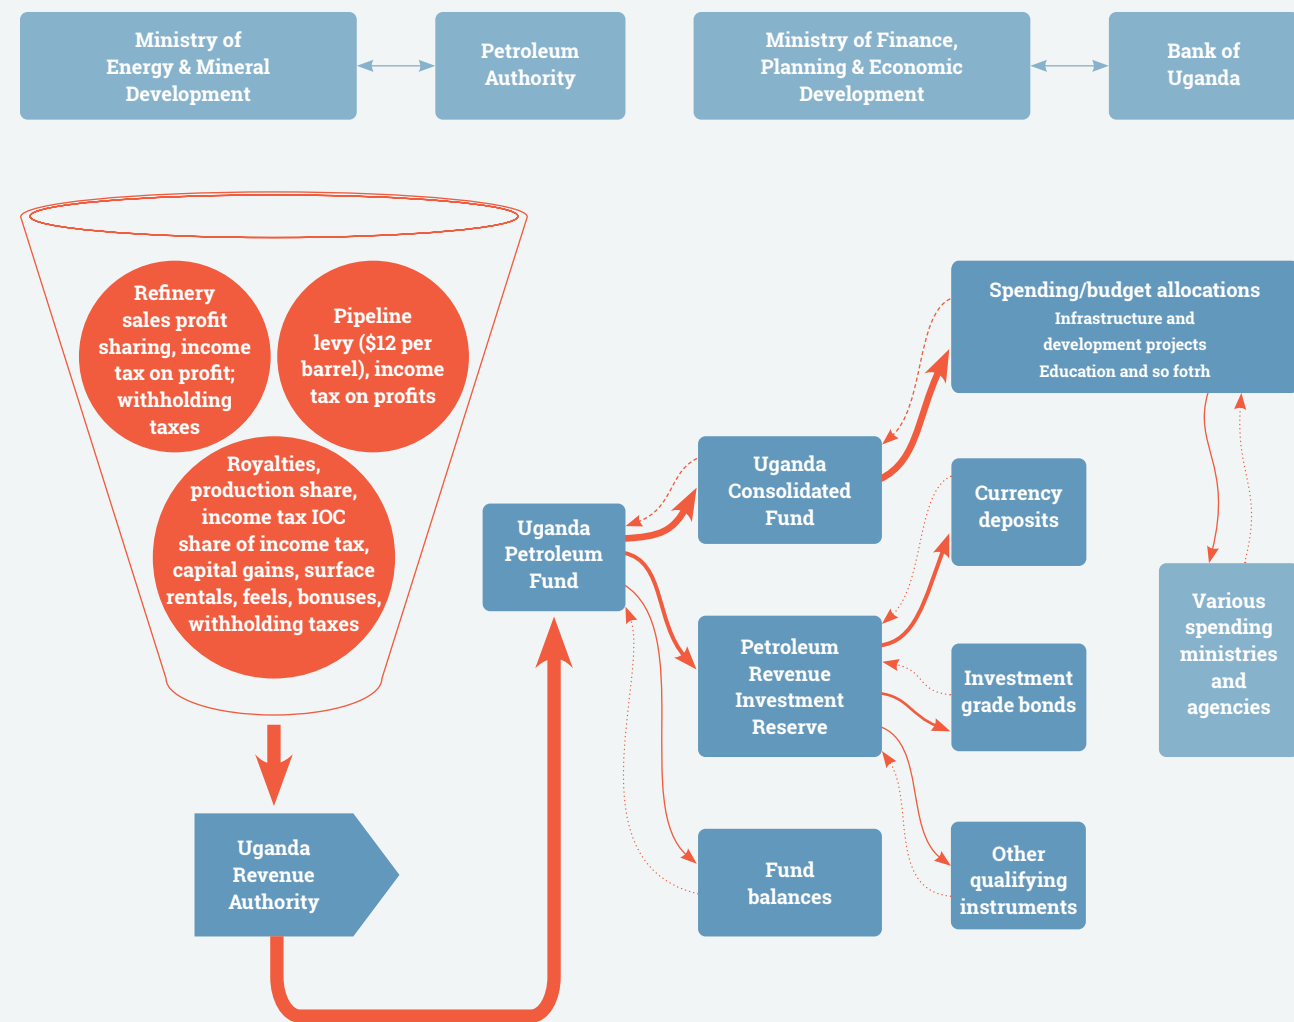 Ministry of
Energy & Mineral
Development
Petroleum
Authority
Ministry of Finance,
Planning & Economic
Development
Bank of
Uganda
Refinery
sales profit
sharing, income
tax on profit;
withholding
taxes
Pipeline
levy ($12 per
barrel), income
tax on profits
Royalties,
production share,
income tax IOC
share of income tax,
capital gains, surface
rentals, feels, bonuses,
withholding taxes
Uganda
Revenue
Authority
Uganda
Petroleum
Fund
Uganda
Consolidated
Fund
Petroleum
Revenue
Investment
Reserve
Fund
balances
Spending/budget allocations
Infrastructure and
development projects
Education and so fotrh
Currency
deposits
Investment
grade bonds
Other
qualifying
instruments
Various
spending
ministries
and
agencies